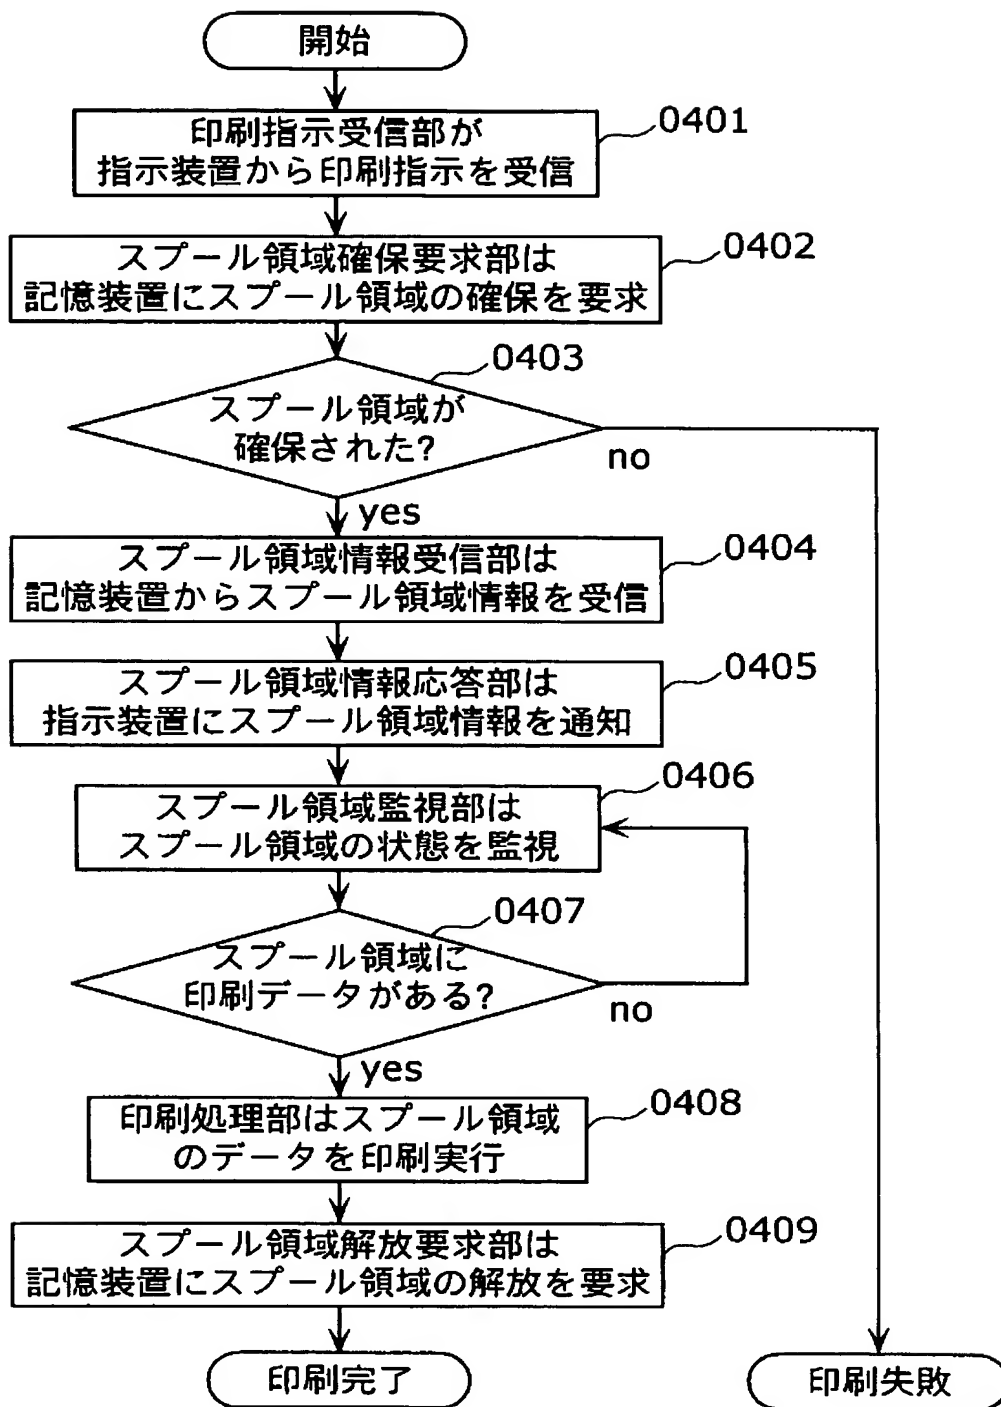 開始
印刷指示受信部が
指示装置から印刷指示を受信
0401
スプール領域確保要求部は
記憶装置にスプール領域の確保を要求
0402
スプール領域が
確保された?
0403
no
yes
スプール領域情報受信部は
記憶装置からスプール領域情報を受信
0404
スプール領域情報応答部は
指示装置にスプール領域情報を通知
0405
スプール領域監視部は
スプール領域の状態を監視
0406
スプール領域に
印刷データがある?
0407
no
yes
印刷処理部はスプール領域
のデータを印刷実行
0408
スプール領域解放要求部は
記憶装置にスプール領域の解放を要求
0409
印刷完了
印刷失敗